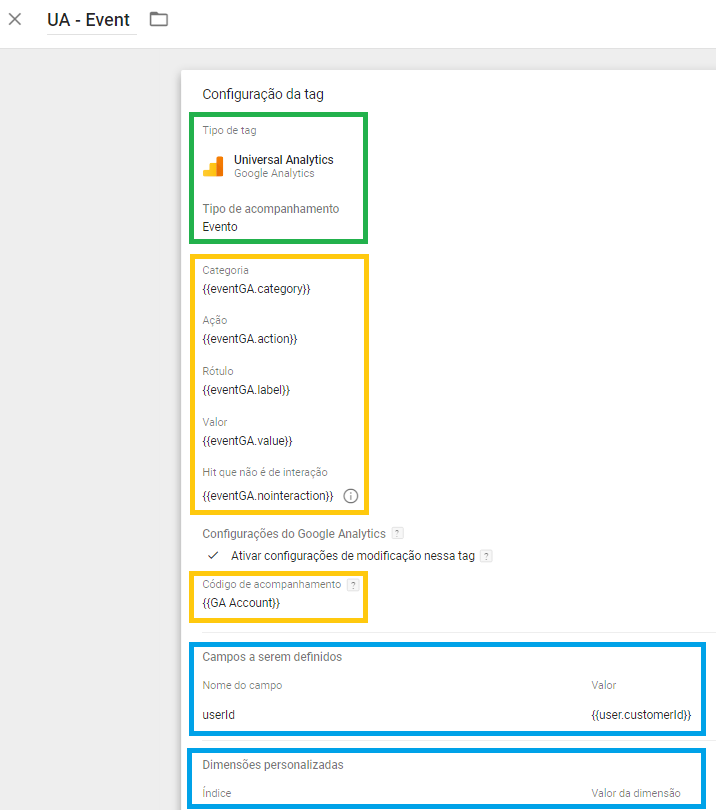 UA - Event
Configuração da tag
Tipo de tag
Universal Analytics
Google Analytics
Tipo de acompanhamento
Evento
Categoria
{{eventGA.category}}
Ação
{{eventGA.action}}
Rótulo
{{eventGA.label}}
Valor
{{eventGA.value}}
Hit que não é de interação
{{eventGA.nointeraction}}
Configurações do Google Analytics ?
Ativar configurações de modificação nessa tag ?
Código de acompanhamento ?
{{GA Account}}
Campos a serem definidos
Nome do campo Valor
userId {{user.customerId}}
Dimensões personalizadas
Índice Valor da dimensão